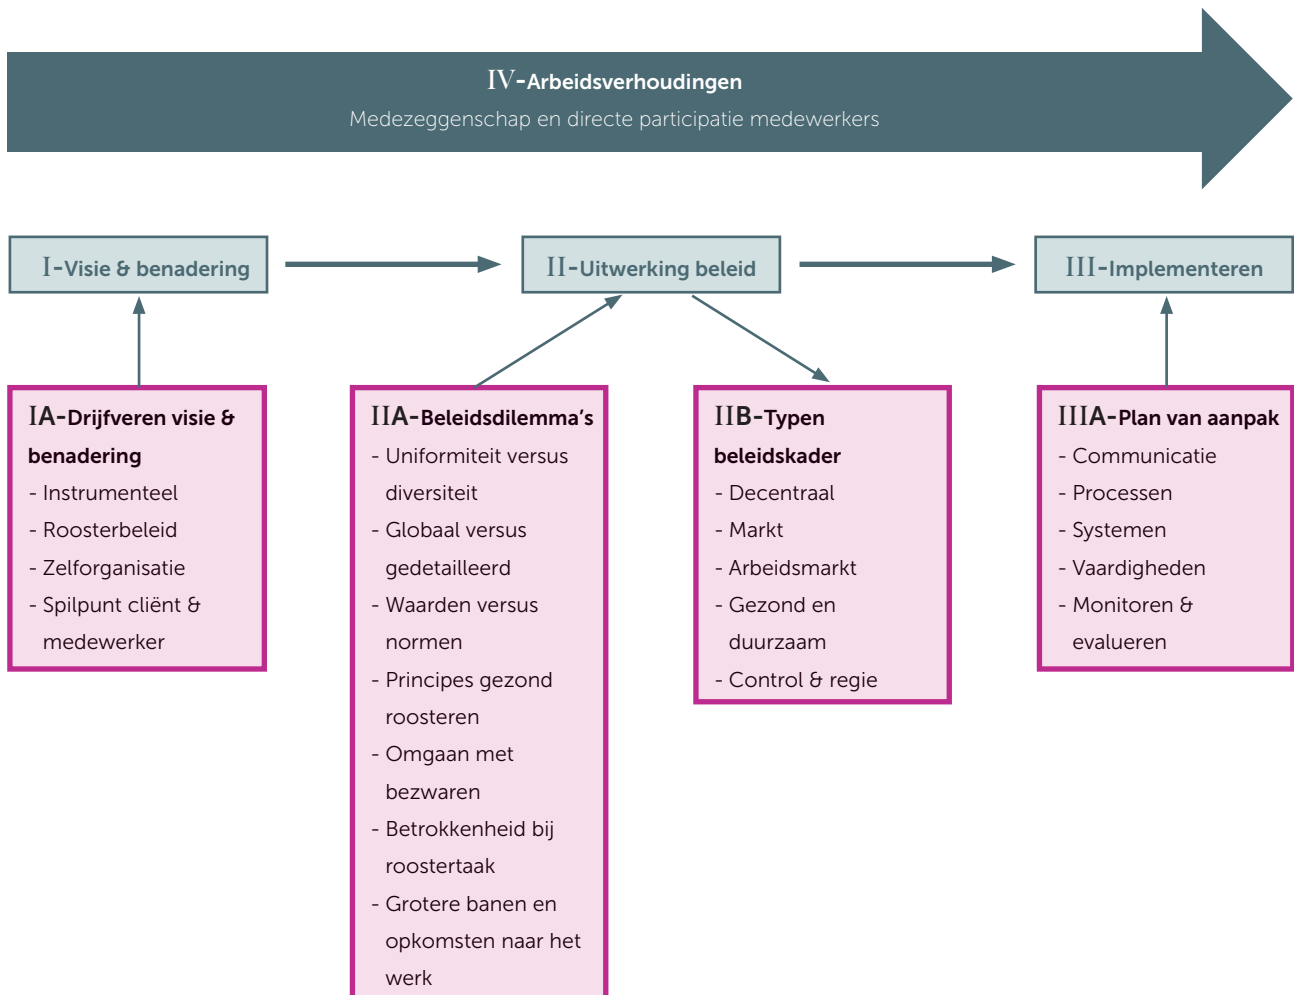 IV-Arbeidsverhoudingen
Medezeggenschap en directe participatie medewerkers
I-Visie & benadering
II-Uitwerking beleid
III-Implementeren
IA-Drijfveren visie &
benadering
- Instrumenteel
- Roosterbeleid
- Zelforganisatie
- Spilpunt cliënt &
medewerker
IIA-Beleidsdilemma's
- Uniformiteit versus
diversiteit
- Globaal versus
gedetailleerd
- Waarden versus
normen
- Principes gezond
roosteren
- Omgaan met
bezwaren
- Betrokkenheid bij
roostertaak
- Grotere banen en
opkomsten naar het
werk
IIB-Typen
beleidskader
- Decentraal
- Markt
- Arbeidsmarkt
- Gezond en
duurzaam
- Control & regie
IIIA-Plan van aanpak
- Communicatie
- Processen
- Systemen
- Vaardigheden
- Monitoren &
evalueren